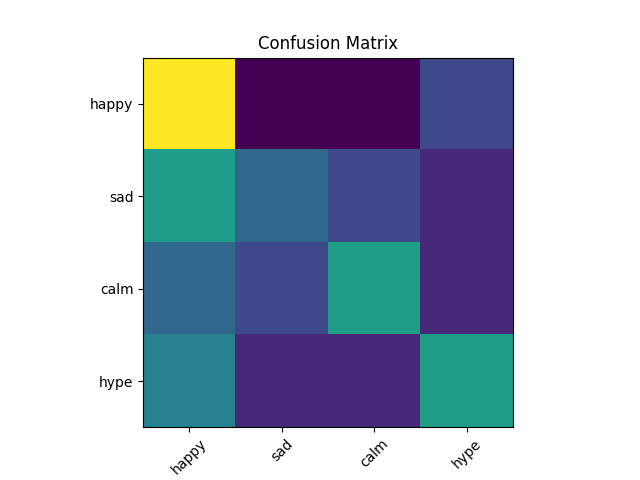 Confusion Matrix
happy
sad
calm
hype
happy sad calm hype